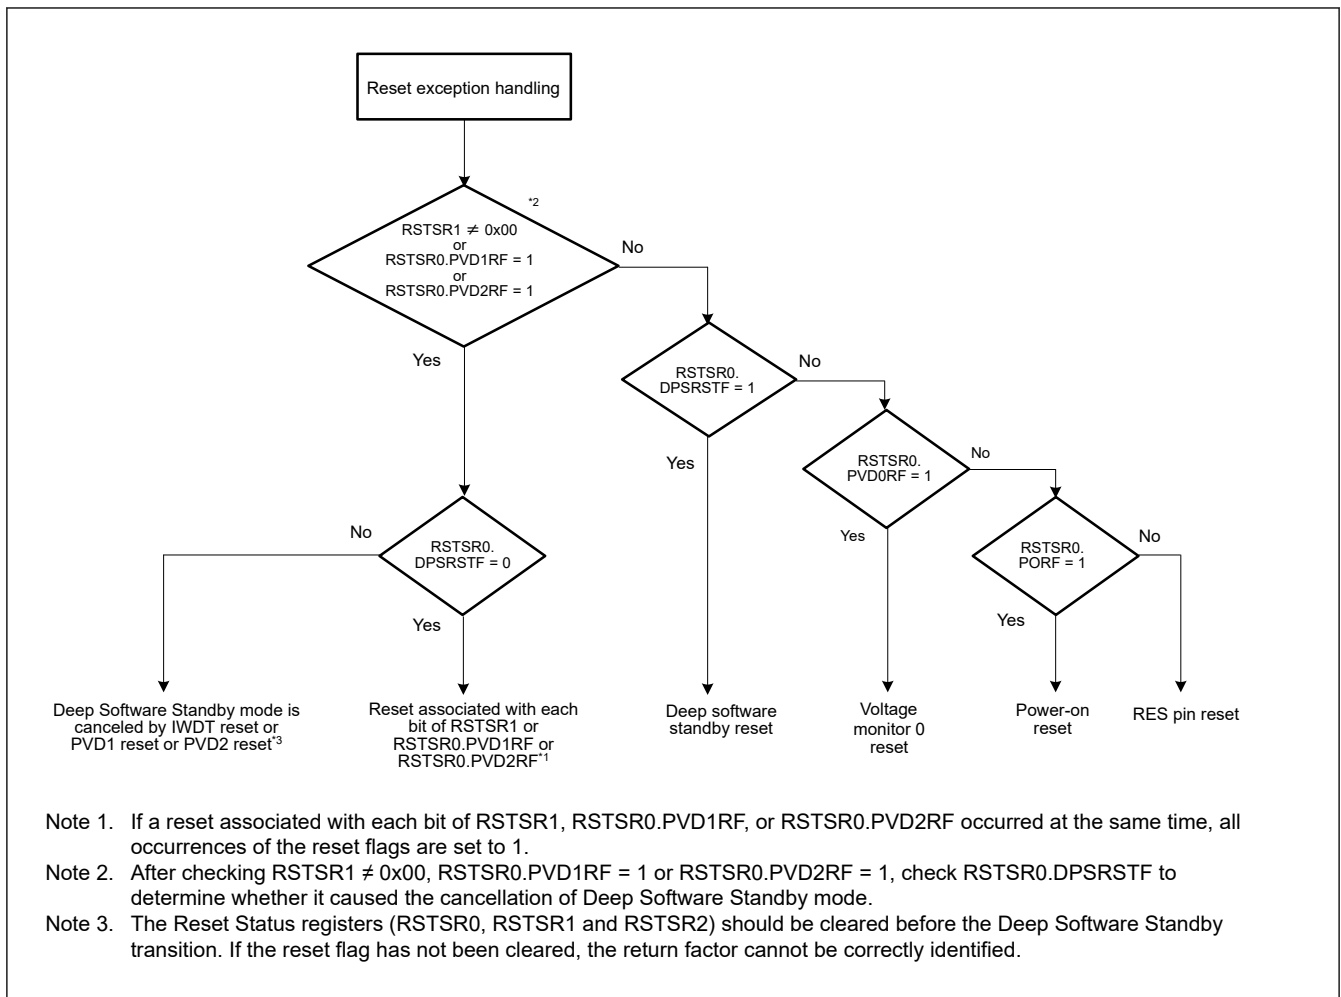 Reset exception handling
*2
RSTSR1 ≠ 0x00
or
RSTSR0.PVD1RF = 1
or
RSTSR0.PVD2RF = 1
No
Yes
RSTSR0.
DPSRSTF = 1
No
Yes
RSTSR0.
PVD0RF = 1
No
Yes
RSTSR0.
PORF = 1
No
Yes
RSTSR0.
DPSRSTF = 0
No
Yes
Deep Software Standby mode is
canceled by IWDT reset or
PVD1 reset or PVD2 reset*3
Reset associated with each
bit of RSTSR1 or
RSTSR0.PVD1RF or
RSTSR0.PVD2RF*1
Deep software
standby reset
Voltage
monitor 0
reset
Power-on
reset
RES pin reset
Note 1. If a reset associated with each bit of RSTSR1, RSTSR0.PVD1RF, or RSTSR0.PVD2RF occurred at the same time, all
occurrences of the reset flags are set to 1.
Note 2. After checking RSTSR1 ≠ 0x00, RSTSR0.PVD1RF = 1 or RSTSR0.PVD2RF = 1, check RSTSR0.DPSRSTF to
determine whether it caused the cancellation of Deep Software Standby mode.
Note 3. The Reset Status registers (RSTSR0, RSTSR1 and RSTSR2) should be cleared before the Deep Software Standby
transition. If the reset flag has not been cleared, the return factor cannot be correctly identified.